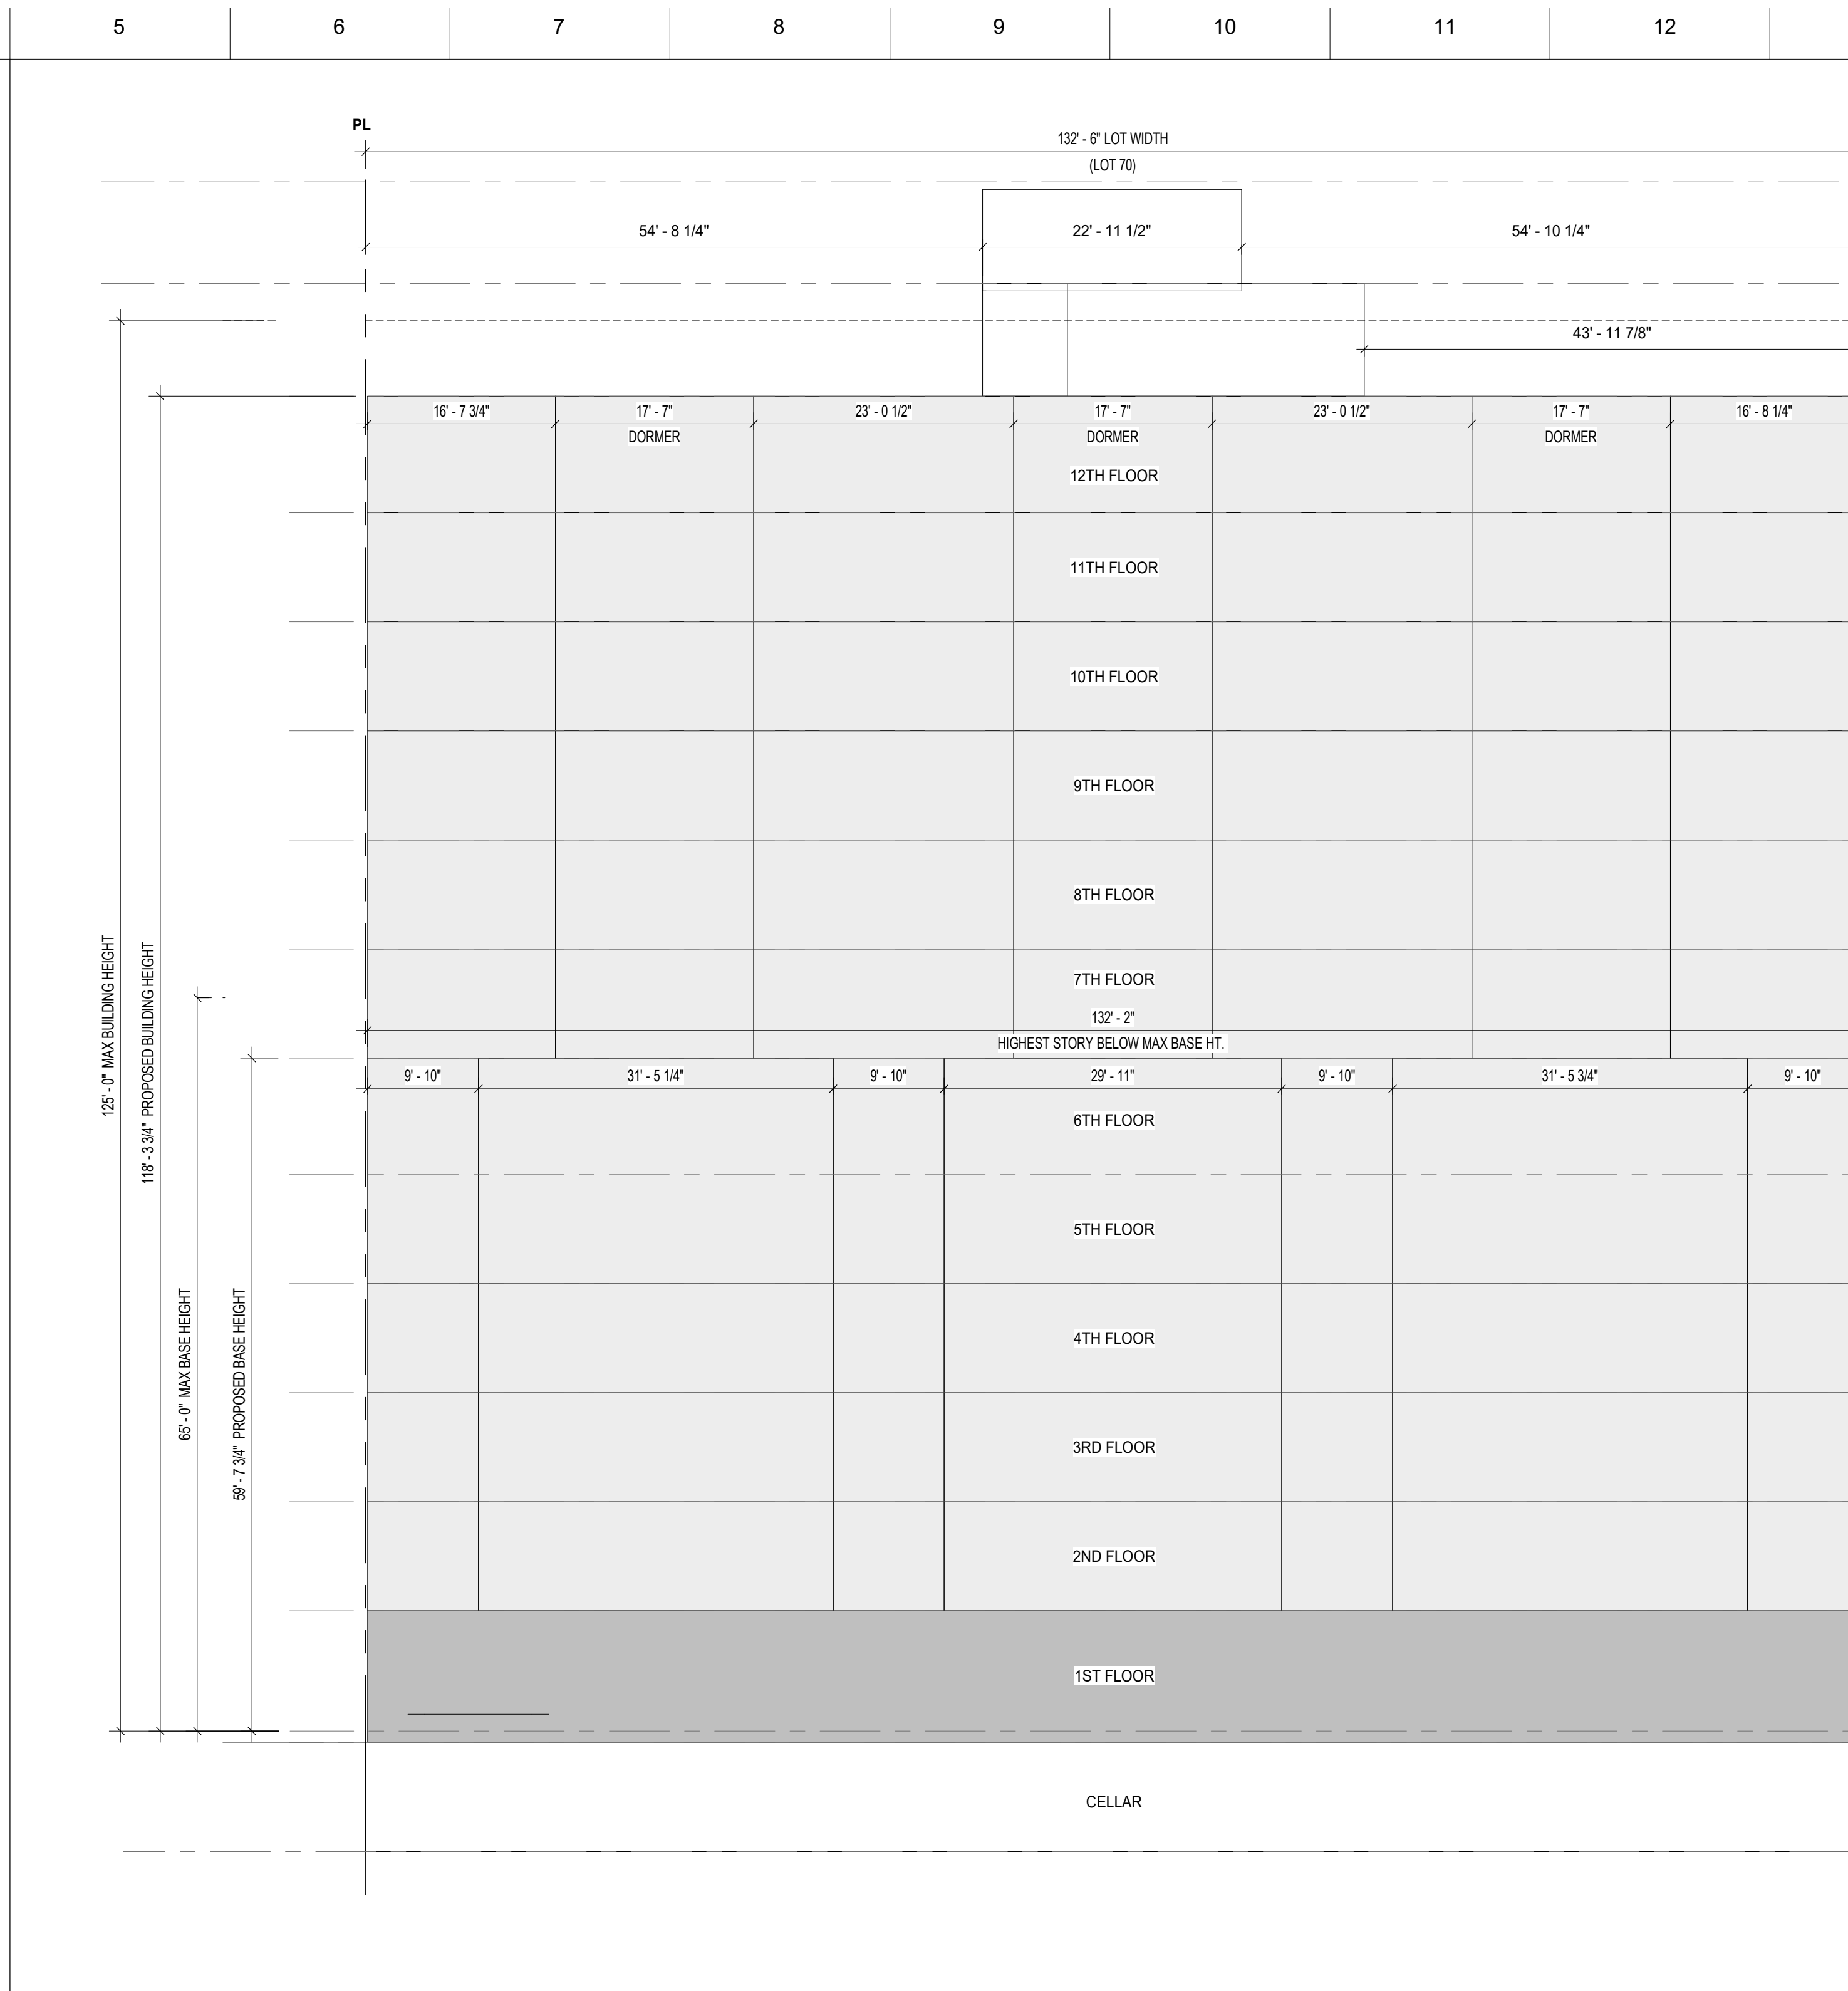 5 6 7 8 9 10 11 12
PL
132' - 6" LOT WIDTH
(LOT 70)
54' - 8 1/4" 22' - 11 1/2" 54' - 10 1/4"
43' - 11 7/8"
16' - 7 3/4" 17' - 7" 23' - 0 1/2" 17' - 7" 23' - 0 1/2" 17' - 7" 16' - 8 1/4"
DORMER DORMER DORMER
12TH FLOOR
11TH FLOOR
10TH FLOOR
9TH FLOOR
8TH FLOOR
7TH FLOOR
132' - 2"
HIGHEST STORY BELOW MAX BASE HT.
9' - 10" 31' - 5 1/4" 9' - 10" 29' - 11" 9' - 10" 31' - 5 3/4" 9' - 10"
6TH FLOOR
5TH FLOOR
4TH FLOOR
3RD FLOOR
2ND FLOOR
1ST FLOOR
CELLAR
125' - 0" MAX BUILDING HEIGHT
118' - 3 3/4" PROPOSED BUILDING HEIGHT
65' - 0" MAX BASE HEIGHT
59' - 7 3/4" PROPOSED BASE HEIGHT